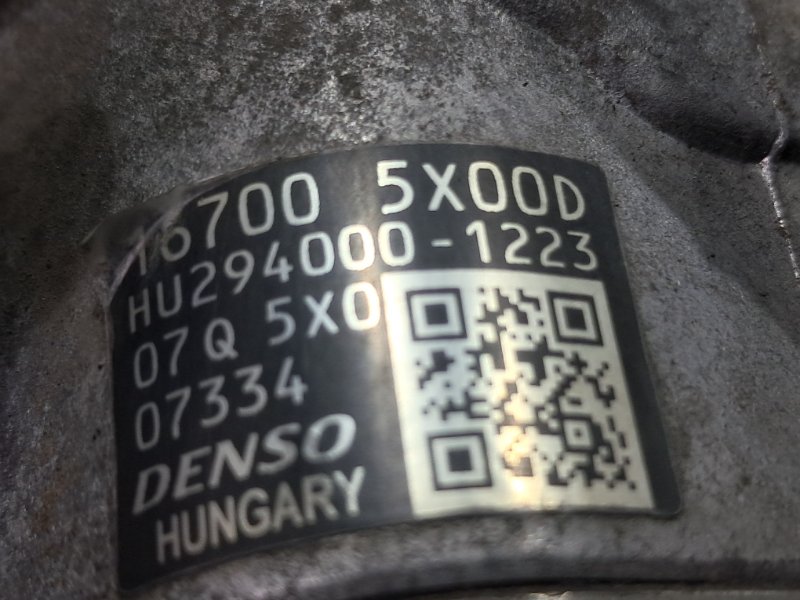 16700 5X00D
HU294000-1223
07Q 5X0
07334
DENSO
HUNGARY